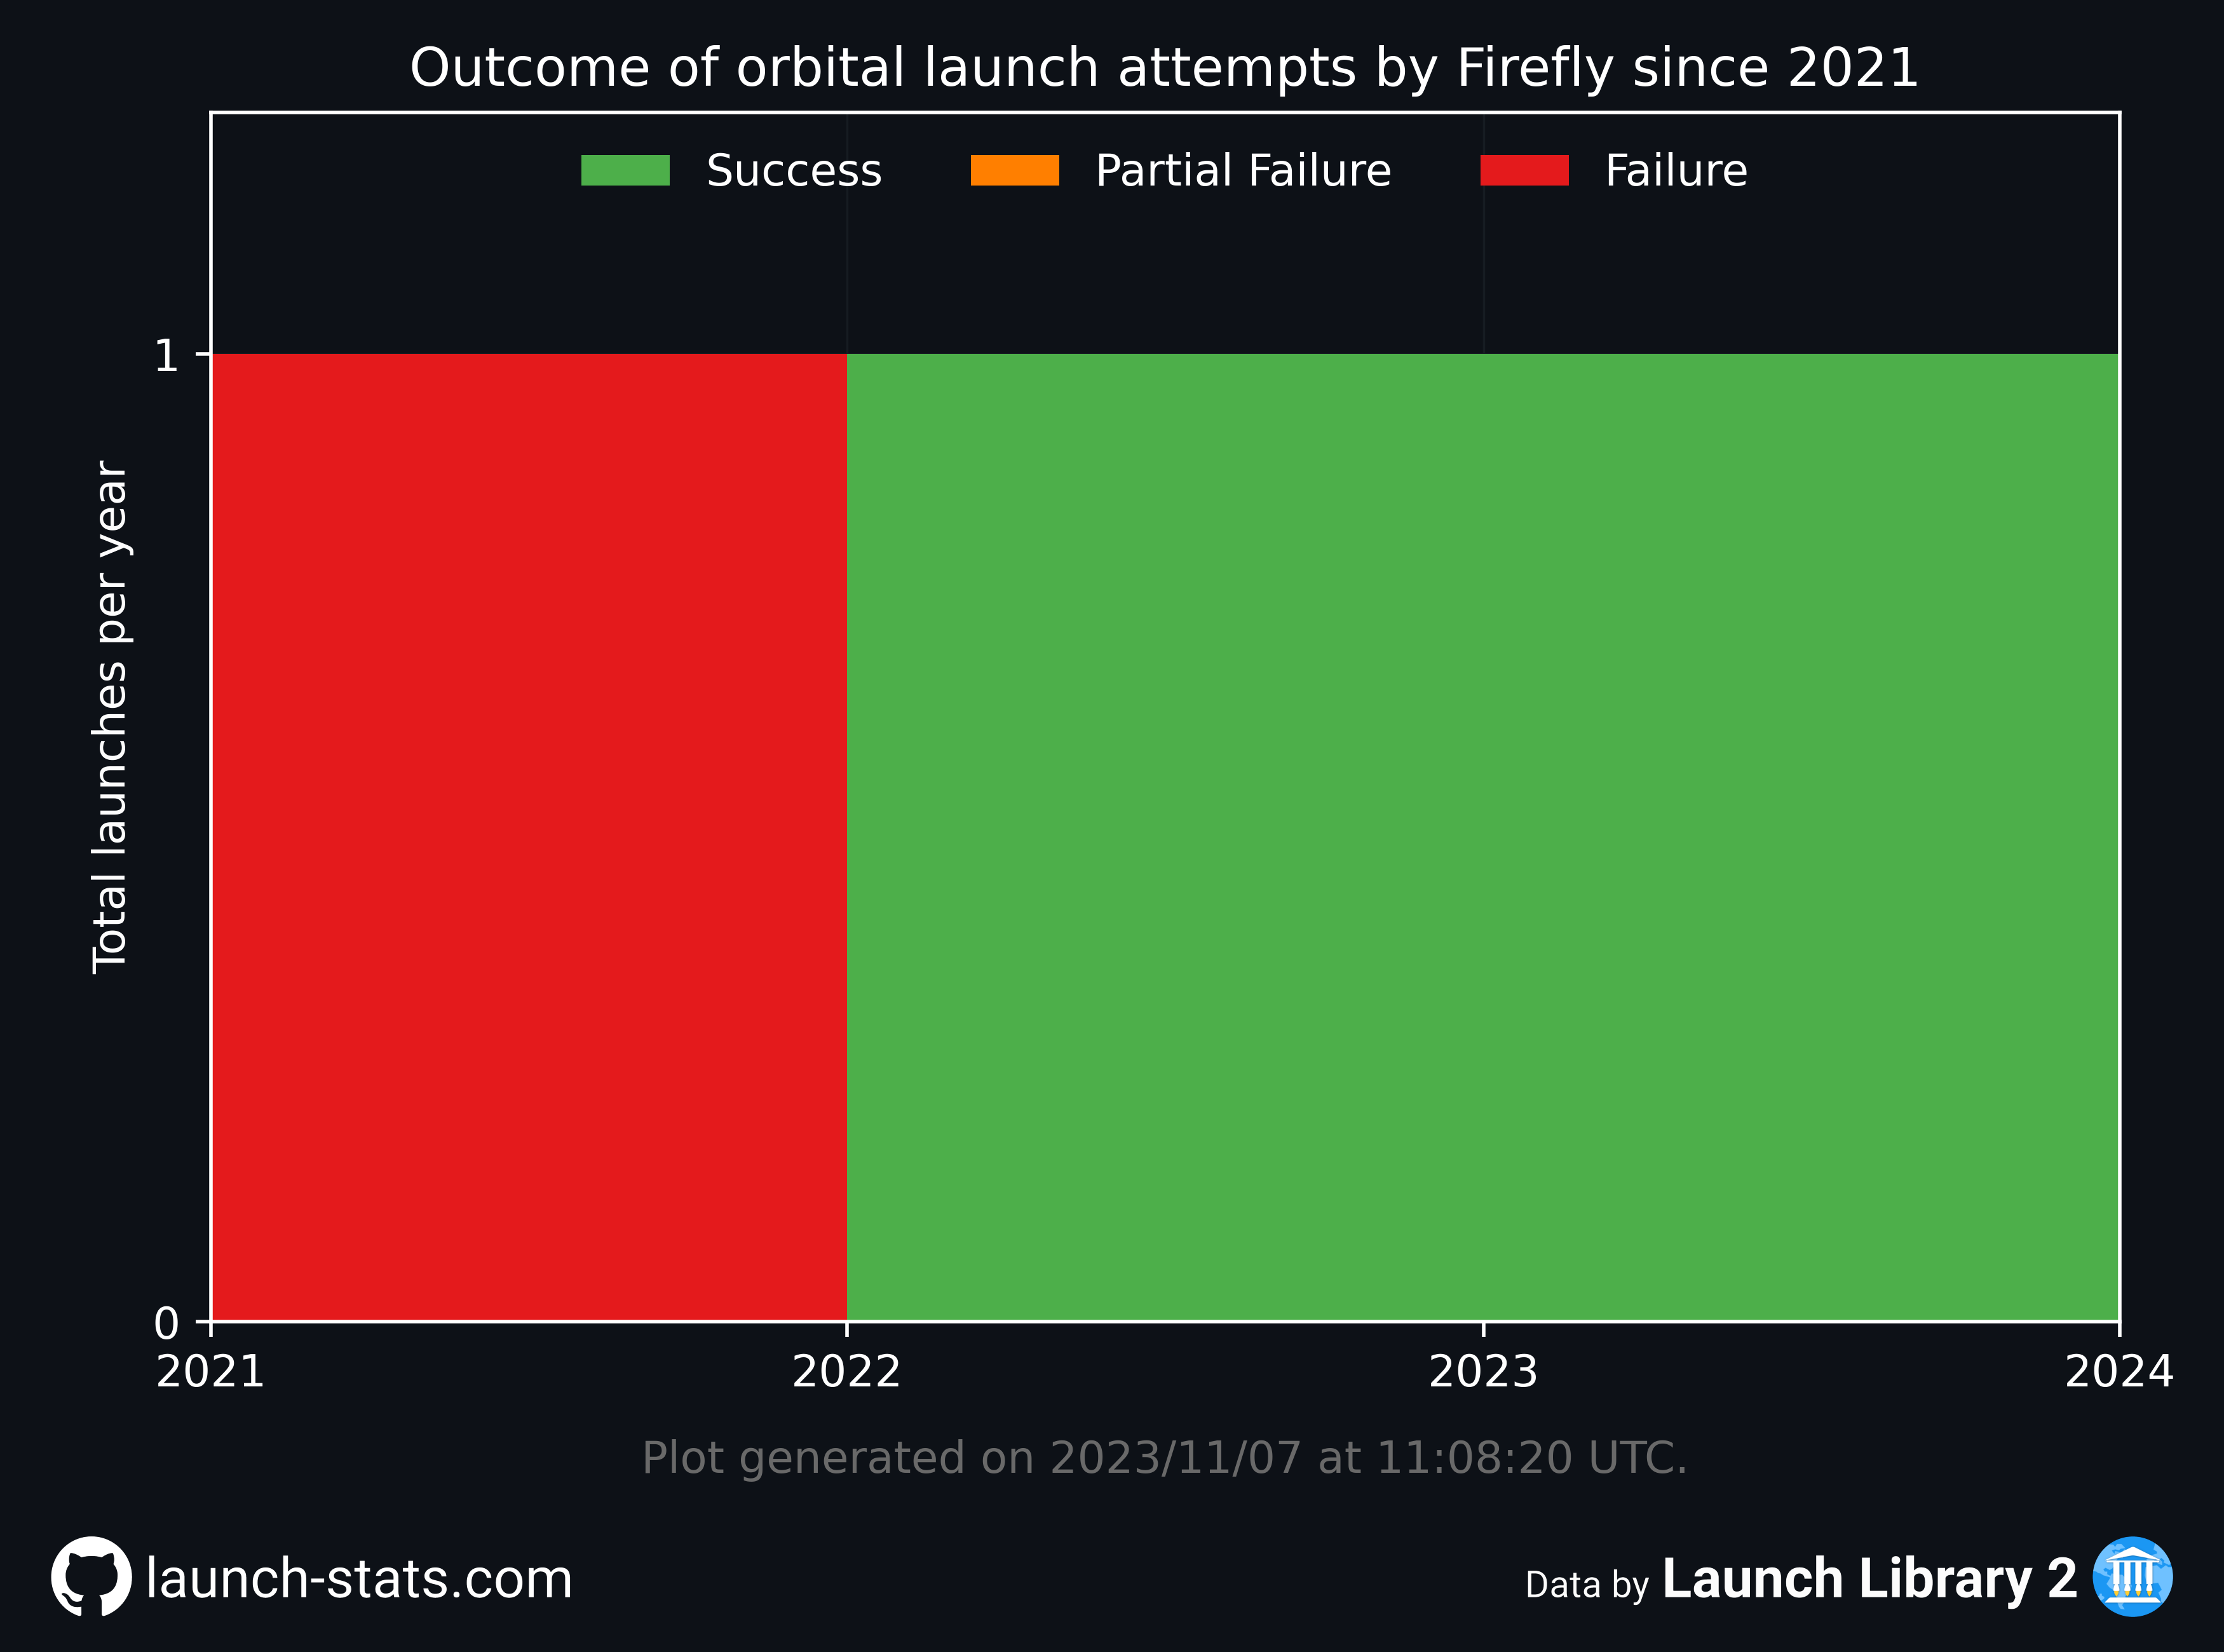 Outcome of orbital launch attempts by Firefly since 2021
Success Partial Failure Failure
1
Total launches per year
0
2021 2022 2023 2024
Plot generated on 2023/11/07 at 11:08:20 UTC.
launch-stats.com
Data by Launch Library 2